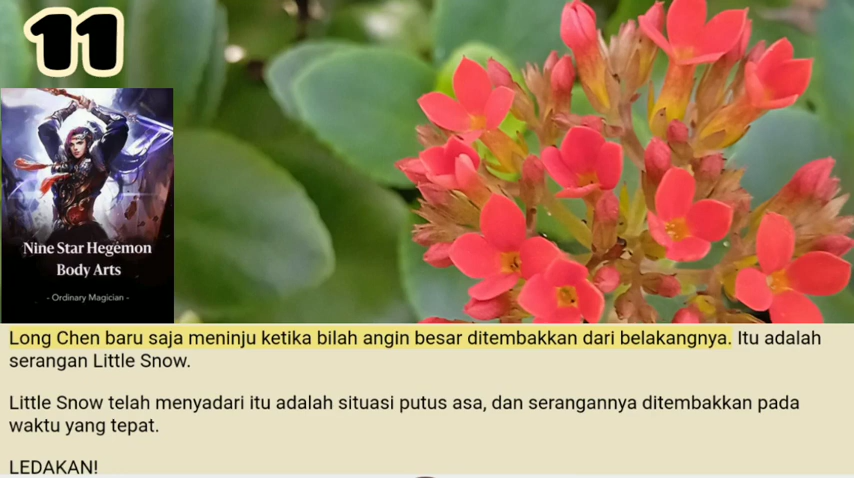 11
Nine Star Hegemon
Body Arts
- Ordinary Magician -
Long Chen baru saja meninju ketika bilah angin besar ditembakkan dari belakangnya. Itu adalah
serangan Little Snow.
Little Snow telah menyadari itu adalah situasi putus asa, dan serangannya ditembakkan pada
waktu yang tepat.
LEDAKAN!